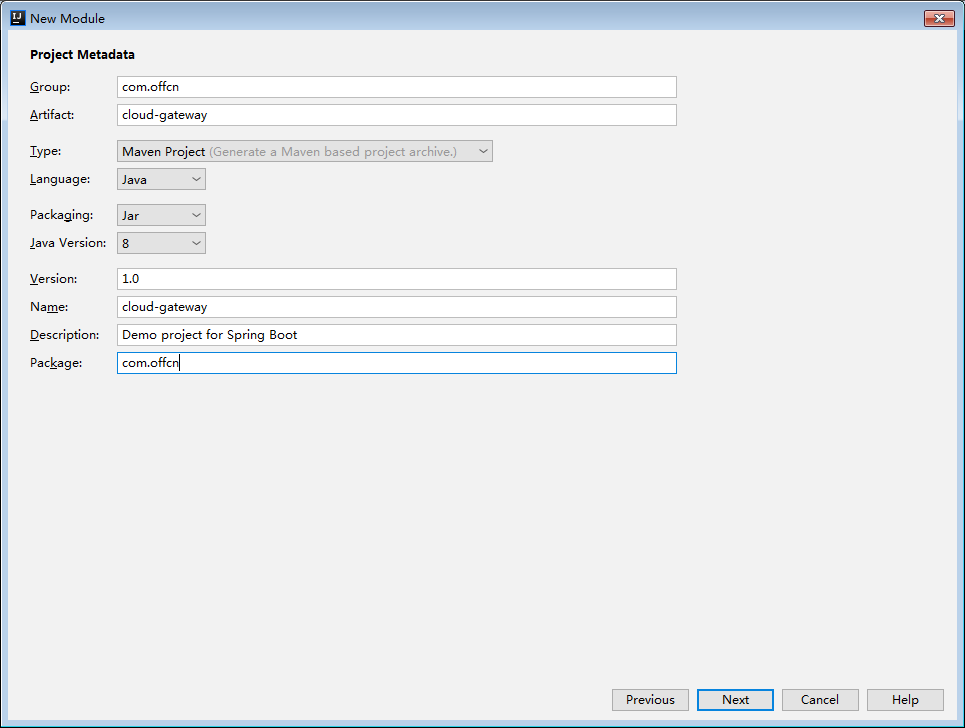 New Module
Project Metadata
Group: com.offcn
Artifact: cloud-gateway
Type: Maven Project (Generate a Maven based project archive.)
Language: Java
Packaging: Jar
Java Version: 8
Version: 1.0
Name: cloud-gateway
Description: Demo project for Spring Boot
Package: com.offcn
Previous Next Cancel Help